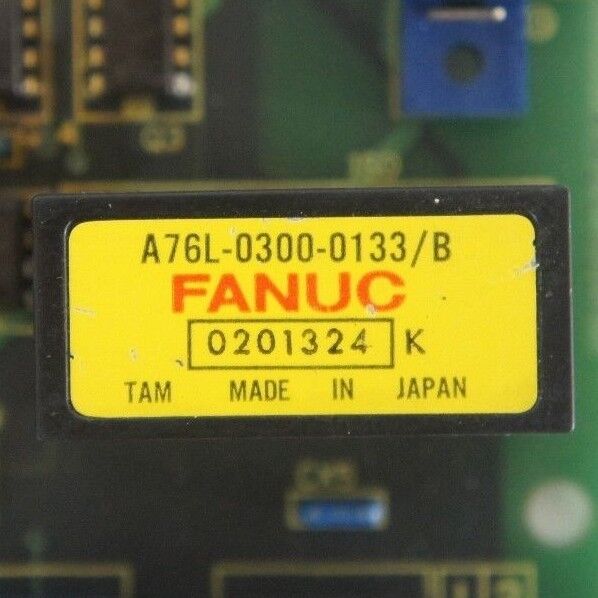 A76L-0300-0133/B
FANUC
0201324 K
TAM MADE IN JAPAN